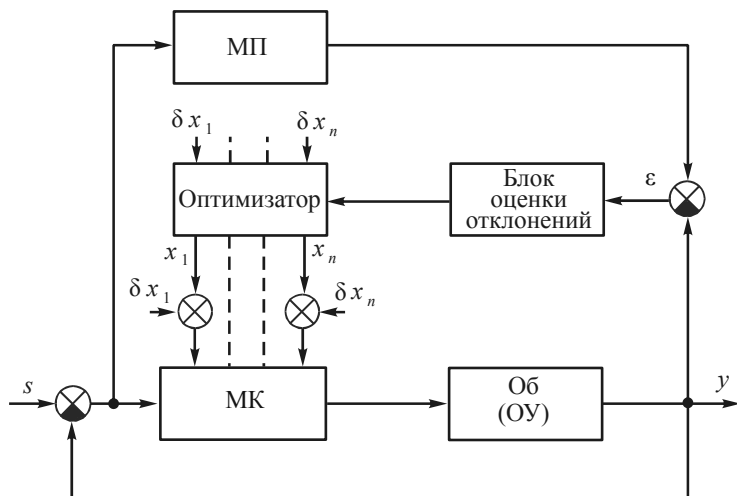 МП
δx₁
δxₙ
Оптимизатор
Блок
оценки
отклонений
ε
x₁
xₙ
δx₁
δxₙ
s
МК
Об
(ОУ)
y